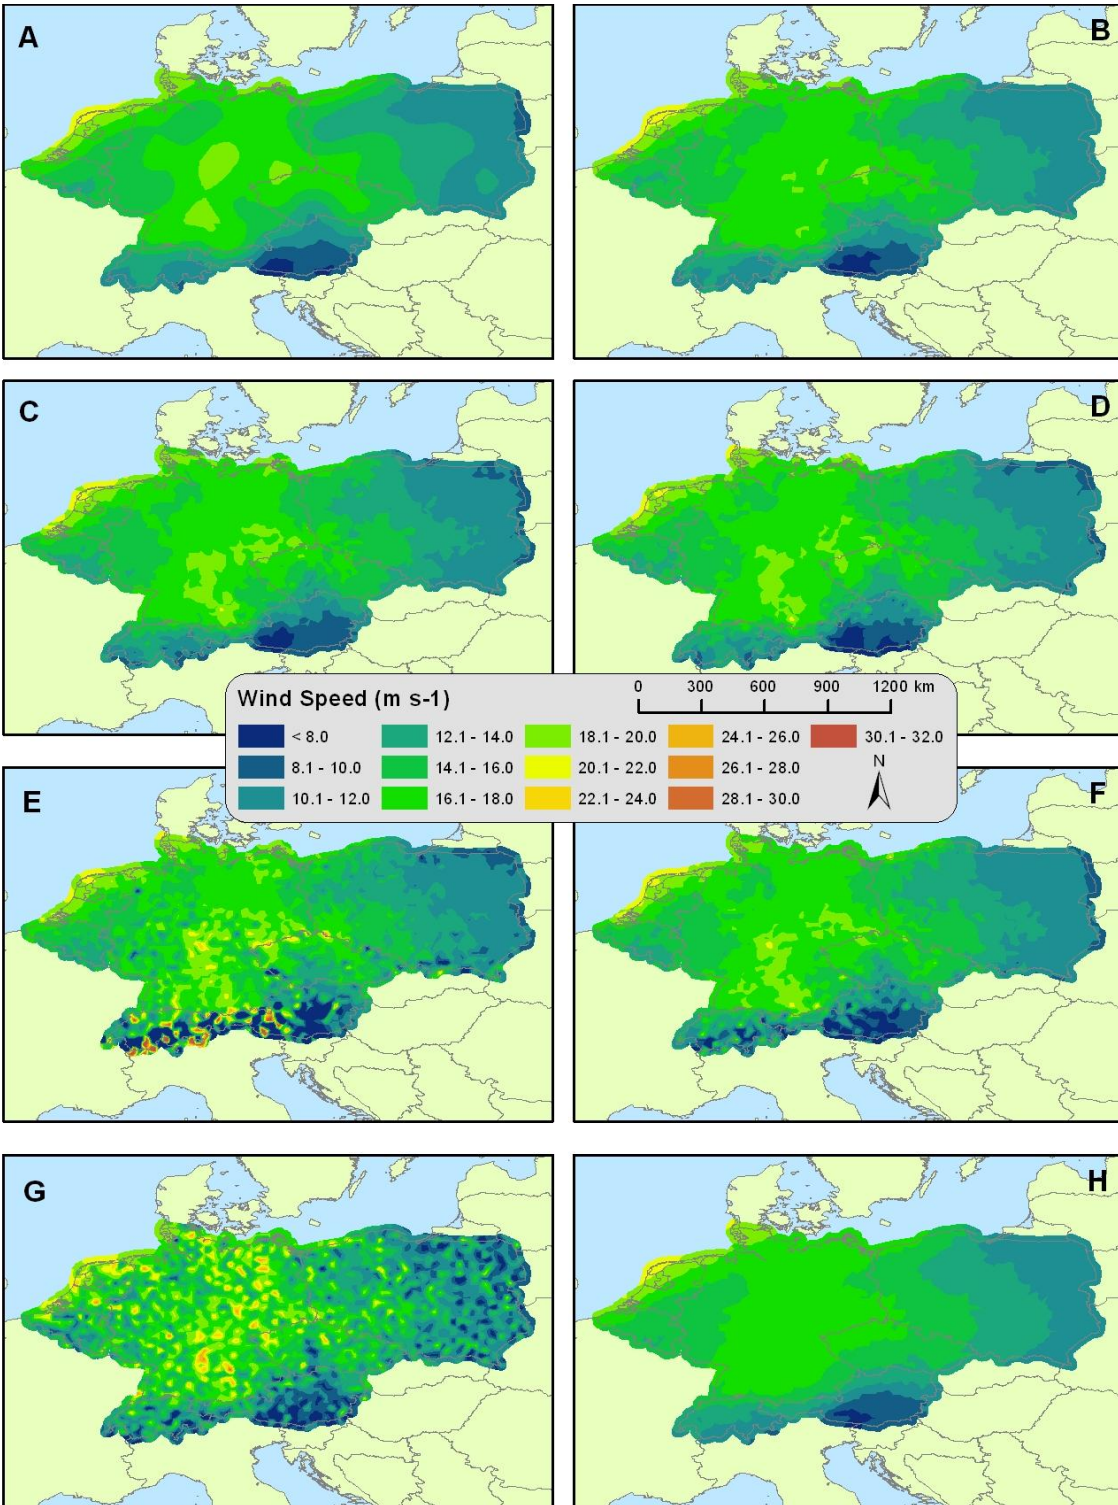 A
B
C
D
Wind Speed (m s-1)
0 300 600 900 1200 km
< 8.0 12.1 - 14.0 18.1 - 20.0 24.1 - 26.0 30.1 - 32.0
8.1 - 10.0 14.1 - 16.0 20.1 - 22.0 26.1 - 28.0 N
10.1 - 12.0 16.1 - 18.0 22.1 - 24.0 28.1 - 30.0
E
F
G
H